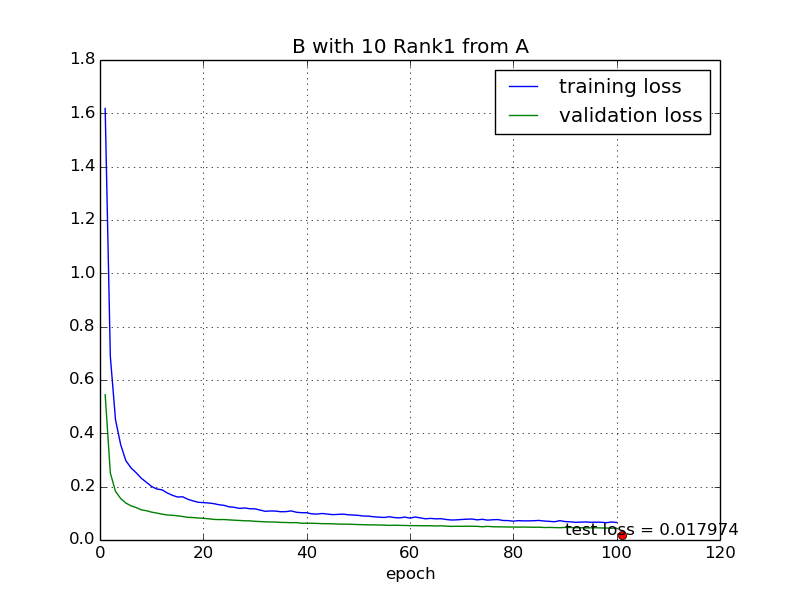 B with 10 Rank1 from A
training loss
validation loss
1.8
1.6
1.4
1.2
1.0
0.8
0.6
0.4
0.2
0.0
test loss = 0.017974
0 20 40 60 80 100 120
epoch